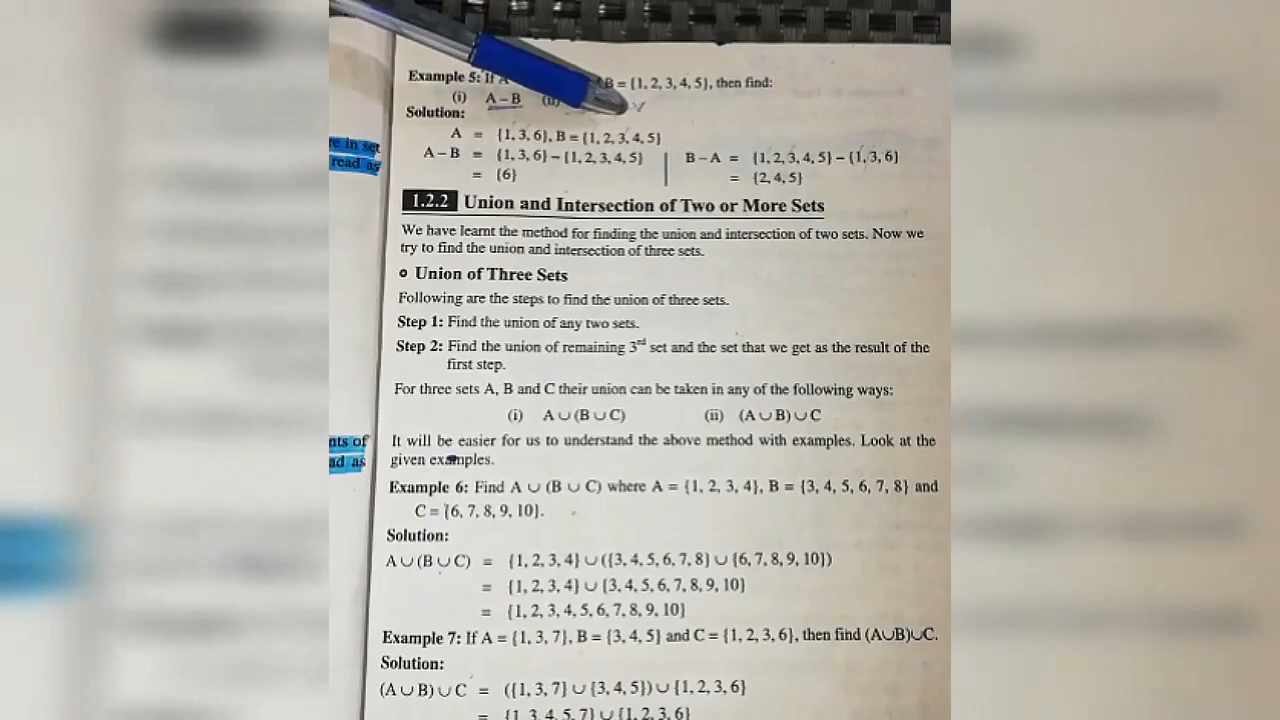 Example 5: If A B = {1, 2, 3, 4, 5}, then find:
(i) A – B (ii)
Solution:
A = {1, 3, 6}, B = {1, 2, 3, 4, 5}
A – B = {1, 3, 6} – {1, 2, 3, 4, 5} B – A = {1, 2, 3, 4, 5} – {1, 3, 6}
= {6} = {2, 4, 5}
re in set
read as
1.2.2 Union and Intersection of Two or More Sets
We have learnt the method for finding the union and intersection of two sets. Now we
try to find the union and intersection of three sets.
Union of Three Sets
Following are the steps to find the union of three sets.
Step 1: Find the union of any two sets.
Step 2: Find the union of remaining 3rd set and the set that we get as the result of the
first step.
For three sets A, B and C their union can be taken in any of the following ways:
(i) A ∪ (B ∪ C) (ii) (A ∪ B) ∪ C
nts of
ad as
It will be easier for us to understand the above method with examples. Look at the
given examples.
Example 6: Find A ∪ (B ∪ C) where A = {1, 2, 3, 4}, B = {3, 4, 5, 6, 7, 8} and
C = {6, 7, 8, 9, 10}.
Solution:
A ∪ (B ∪ C) = {1, 2, 3, 4} ∪ ({3, 4, 5, 6, 7, 8} ∪ {6, 7, 8, 9, 10})
= {1, 2, 3, 4} ∪ {3, 4, 5, 6, 7, 8, 9, 10}
= {1, 2, 3, 4, 5, 6, 7, 8, 9, 10}
Example 7: If A = {1, 3, 7}, B = {3, 4, 5} and C = {1, 2, 3, 6}, then find (A∪B)∪C.
Solution:
(A ∪ B) ∪ C = ({1, 3, 7} ∪ {3, 4, 5}) ∪ {1, 2, 3, 6}
= {1, 3, 4, 5, 7} ∪ {1, 2, 3, 6}